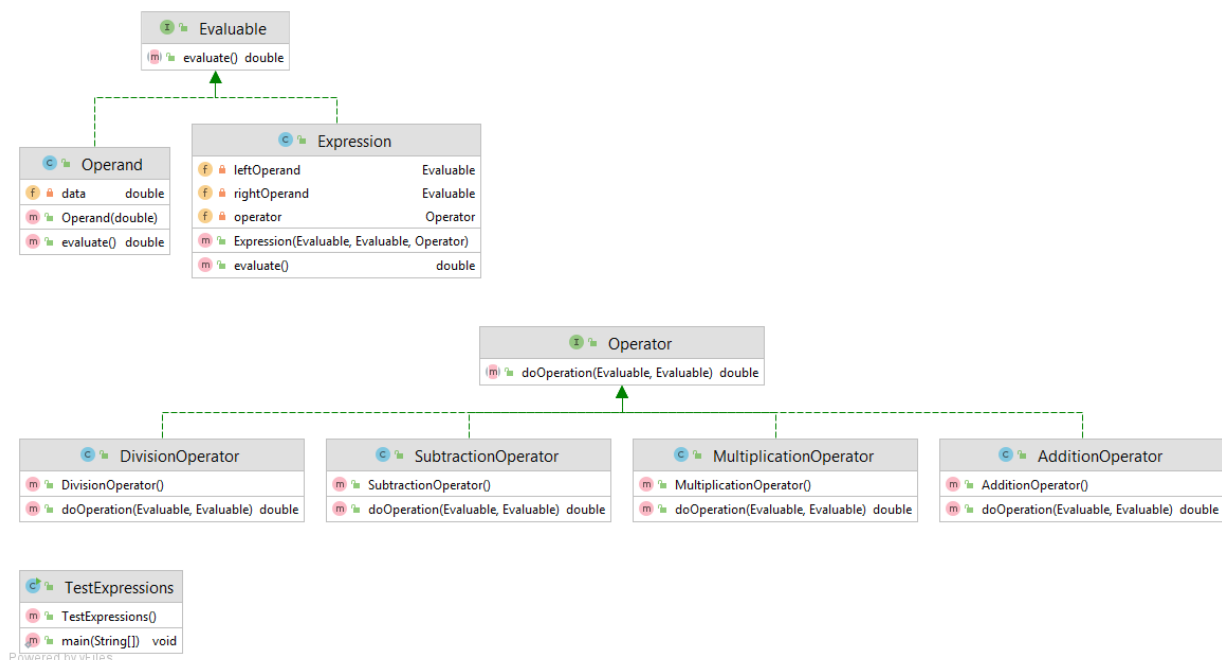 Evaluable
evaluate() double
Operand
data double
Operand(double)
evaluate() double
Expression
leftOperand Evaluable
rightOperand Evaluable
operator Operator
Expression(Evaluable, Evaluable, Operator)
evaluate() double
Operator
doOperation(Evaluable, Evaluable) double
DivisionOperator
DivisionOperator()
doOperation(Evaluable, Evaluable) double
SubtractionOperator
SubtractionOperator()
doOperation(Evaluable, Evaluable) double
MultiplicationOperator
MultiplicationOperator()
doOperation(Evaluable, Evaluable) double
AdditionOperator
AdditionOperator()
doOperation(Evaluable, Evaluable) double
TestExpressions
TestExpressions()
main(String[]) void
Powered by yFiles